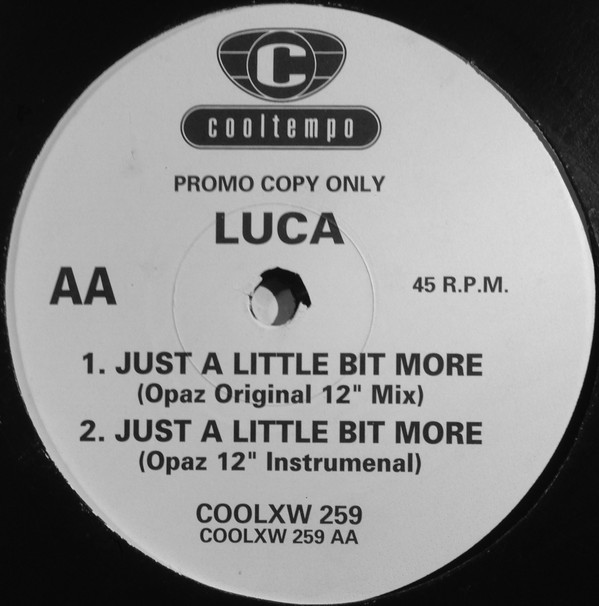 C
cooltempo
PROMO COPY ONLY
LUCA
AA
45 R.P.M.
1. JUST A LITTLE BIT MORE
(Opaz Original 12" Mix)
2. JUST A LITTLE BIT MORE
(Opaz 12" Instrumenal)
COOLXW 259
COOLXW 259 AA